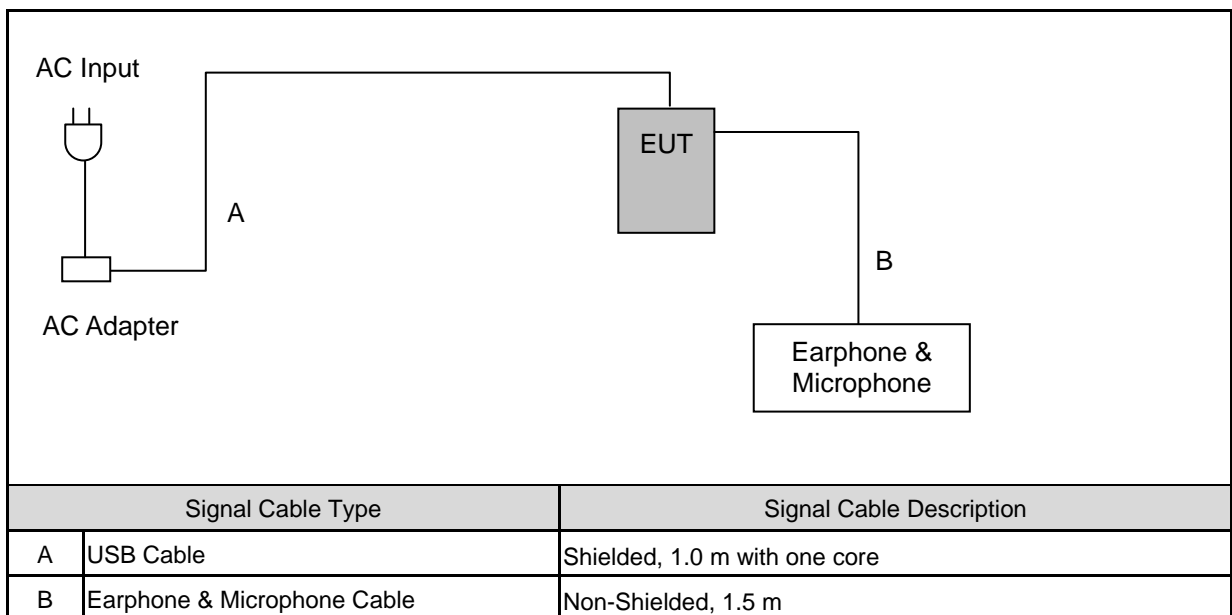 AC Input
EUT
A
B
AC Adapter
Earphone &
Microphone
Signal Cable Type Signal Cable Description
A USB Cable Shielded, 1.0 m with one core
B Earphone & Microphone Cable Non-Shielded, 1.5 m